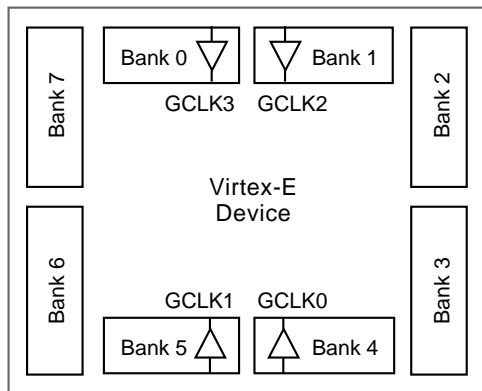 Bank 7
Bank 0
Bank 1
Bank 2
GCLK3
GCLK2
Virtex-E
Device
Bank 6
Bank 3
GCLK1
GCLK0
Bank 5
Bank 4